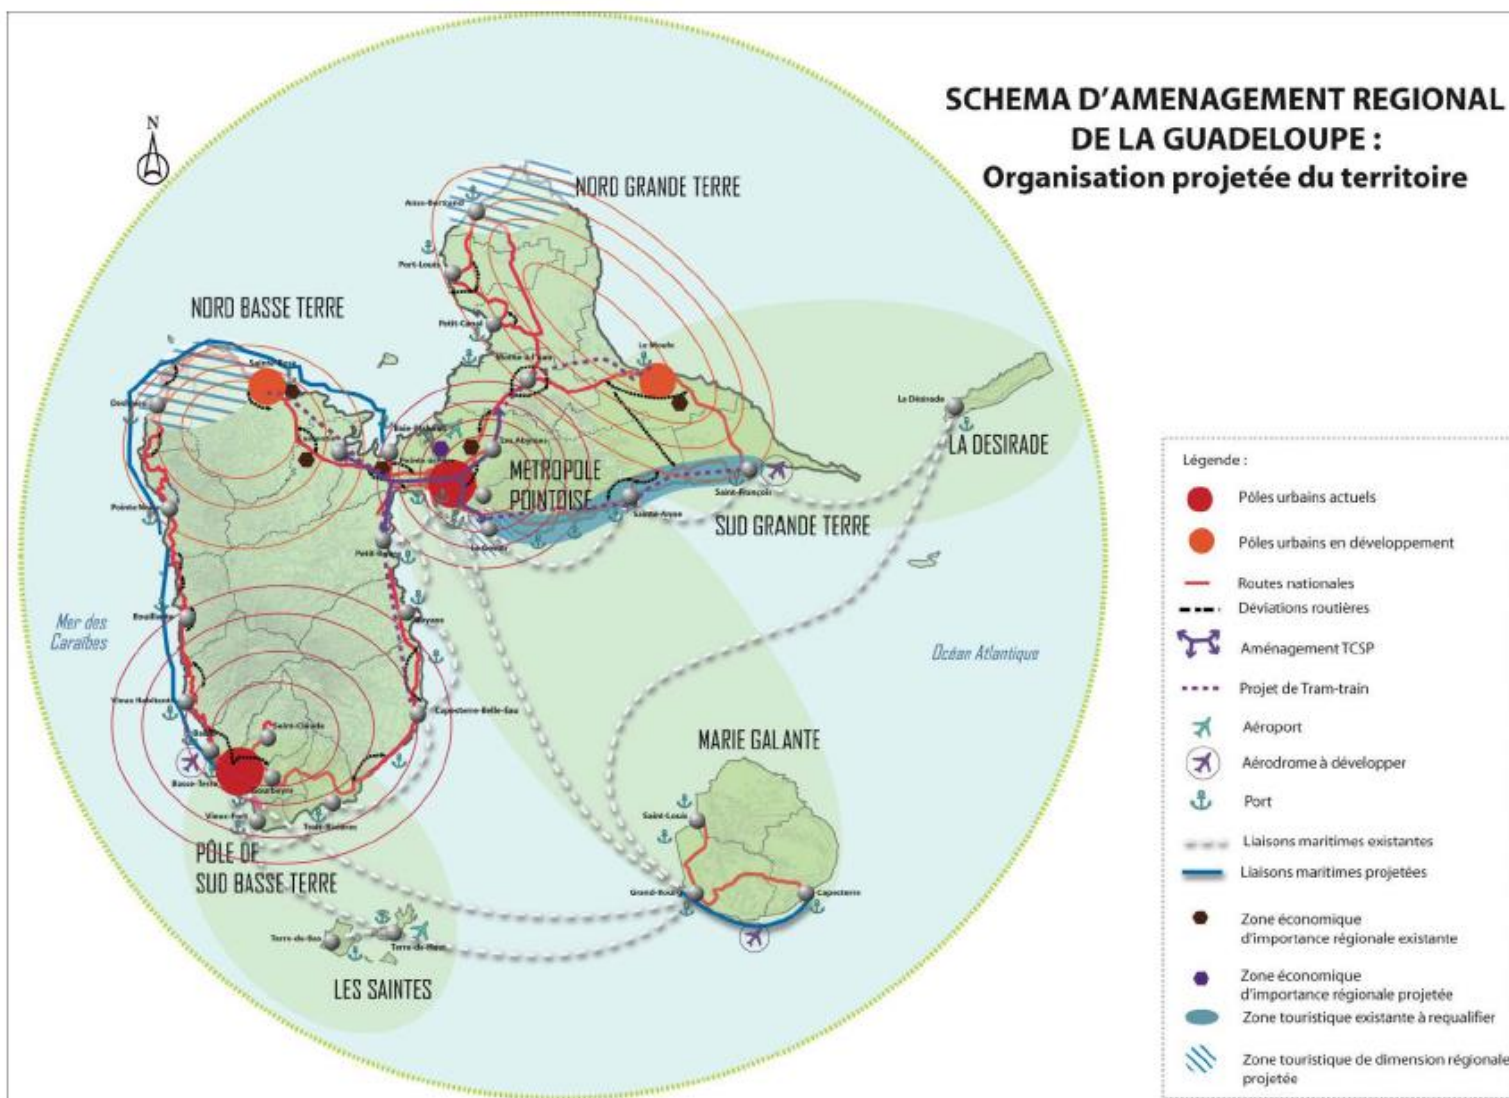 SCHEMA D'AMENAGEMENT REGIONAL
DE LA GUADELOUPE :
Organisation projetée du territoire
N
NORD GRANDE TERRE
Anse-Bertrand
Port-Louis
NORD BASSE TERRE
Petit-Canal
Sainte-Rose
Morne-à-l'eau
Le Moule
Deshaies
Baie-Mahault
Les Abymes
La Désirade
LA DESIRADE
METROPOLE
POINTOISE
Pointe Noire
Saint-François
Sainte-Anne
SUD GRANDE TERRE
Le Gosier
Petit-Bourg
Mer des
Caraïbes
Bouillante
Goyave
Océan Atlantique
Vieux Habitants
Capesterre-Belle-Eau
Saint-Claude
MARIE GALANTE
Basse-Terre
Gourbeyre
Vieux-Fort
Trois-Rivières
Saint-Louis
PÔLE OF
SUD BASSE TERRE
Grand-Bourg
Capesterre
Terre-de-Bas
Terre-de-Haut
LES SAINTES
Légende :
Pôles urbains actuels
Pôles urbains en développement
Routes nationales
Déviations routières
Aménagement TCSP
Projet de Tram-train
Aéroport
Aérodrome à développer
Port
Liaisons maritimes existantes
Liaisons maritimes projetées
Zone économique
d'importance régionale existante
Zone économique
d'importance régionale projetée
Zone touristique existante à requalifier
Zone touristique de dimension régionale
projetée